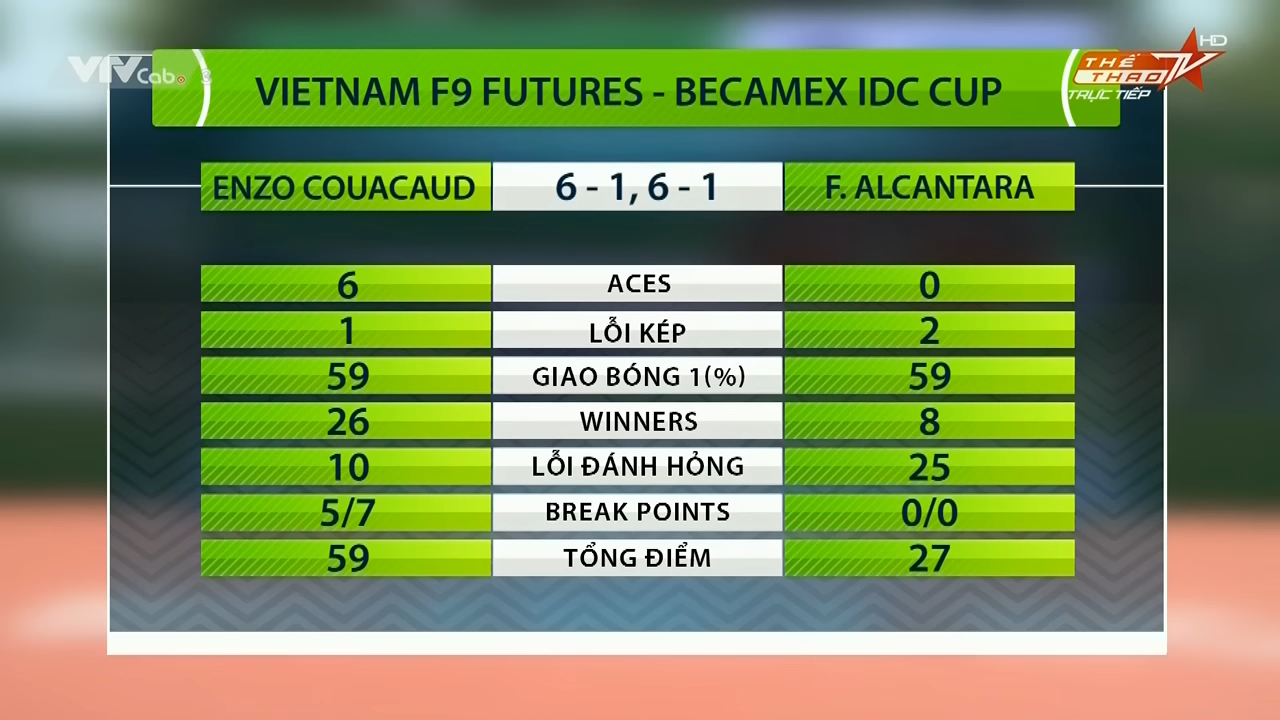 VTVCab 3
THỂ THAO TV HD
TRỰC TIẾP
VIETNAM F9 FUTURES - BECAMEX IDC CUP
ENZO COUACAUD 6 - 1, 6 - 1 F. ALCANTARA
6 ACES 0
1 LỖI KÉP 2
59 GIAO BÓNG 1(%) 59
26 WINNERS 8
10 LỖI ĐÁNH HỎNG 25
5/7 BREAK POINTS 0/0
59 TỔNG ĐIỂM 27